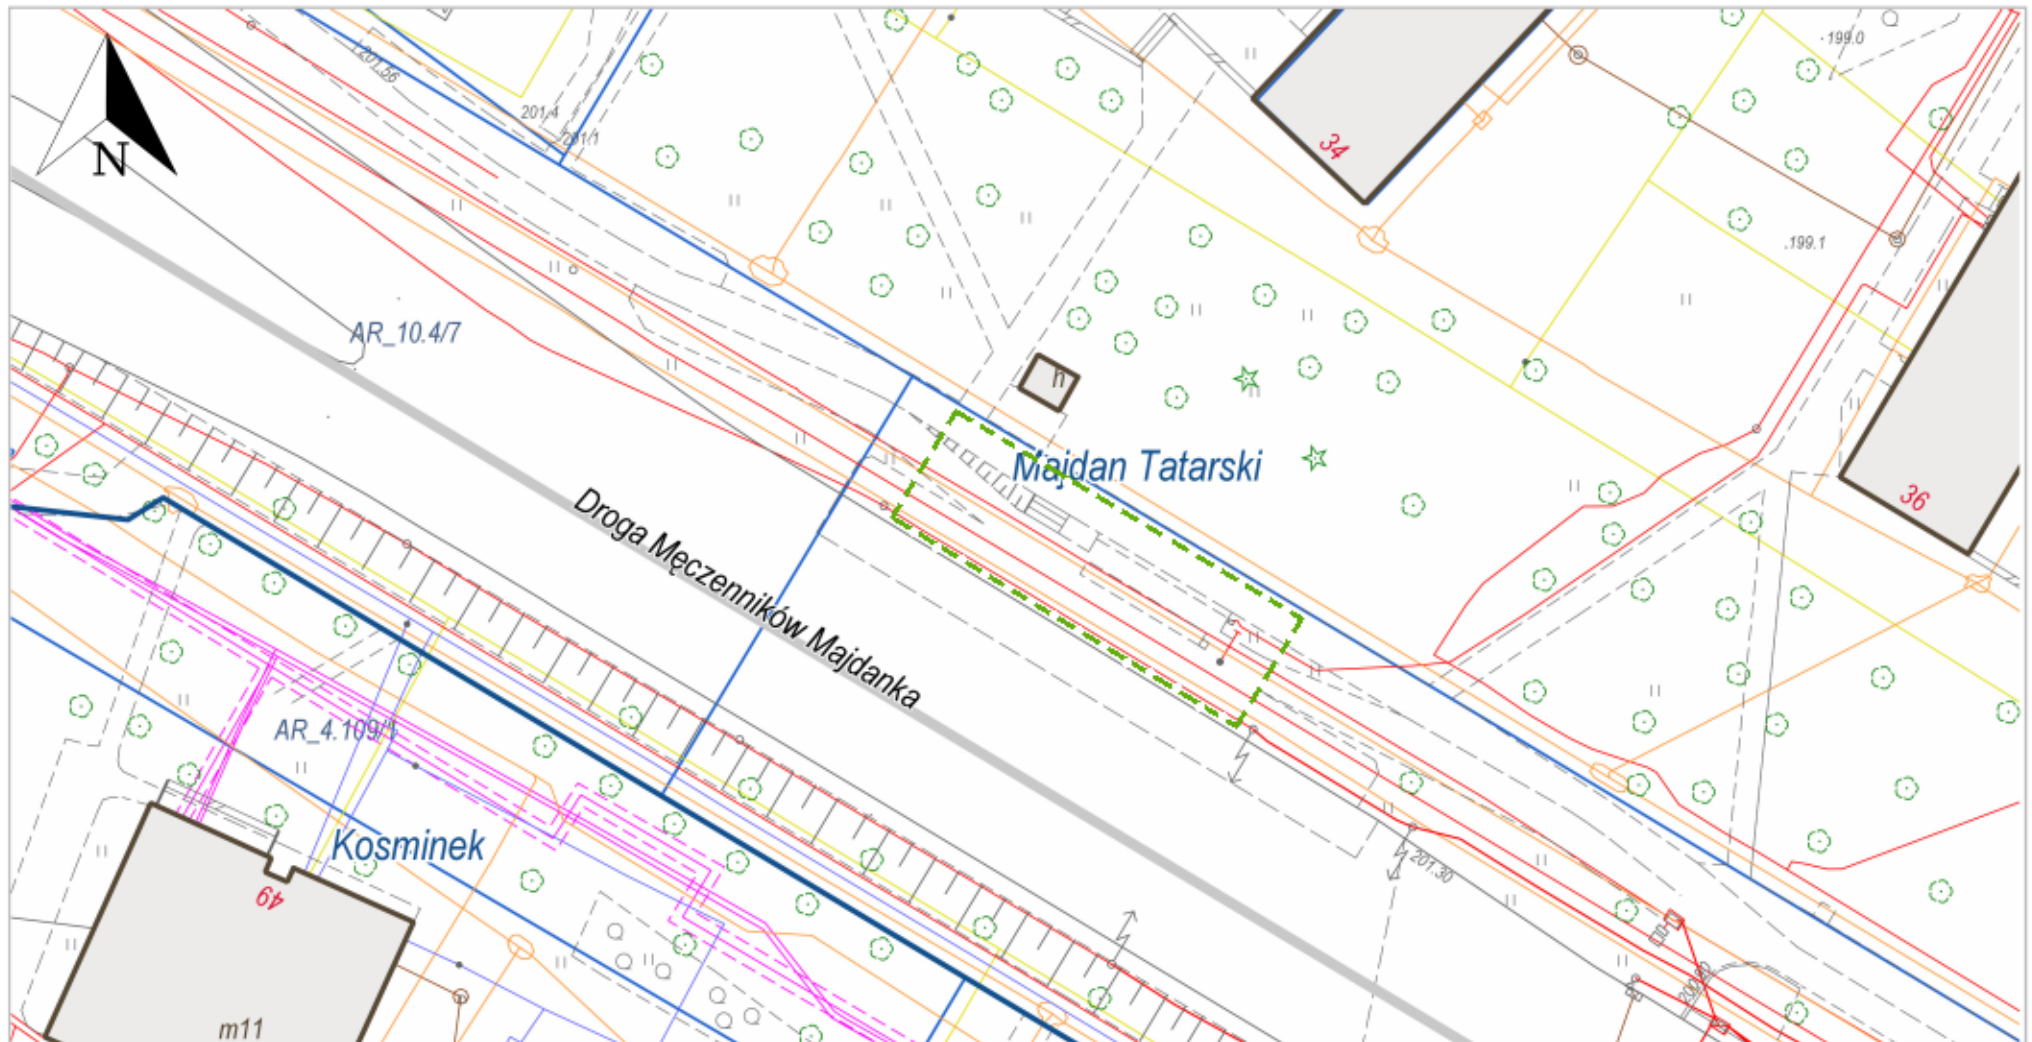 199.0
201.56
201.4
201.1
34
N
199.1
AR_10.4/7
h
Majdan Tatarski
36
Droga Męczenników Majdanka
AR_4.109/1
Kosminek
49
201.30
m11